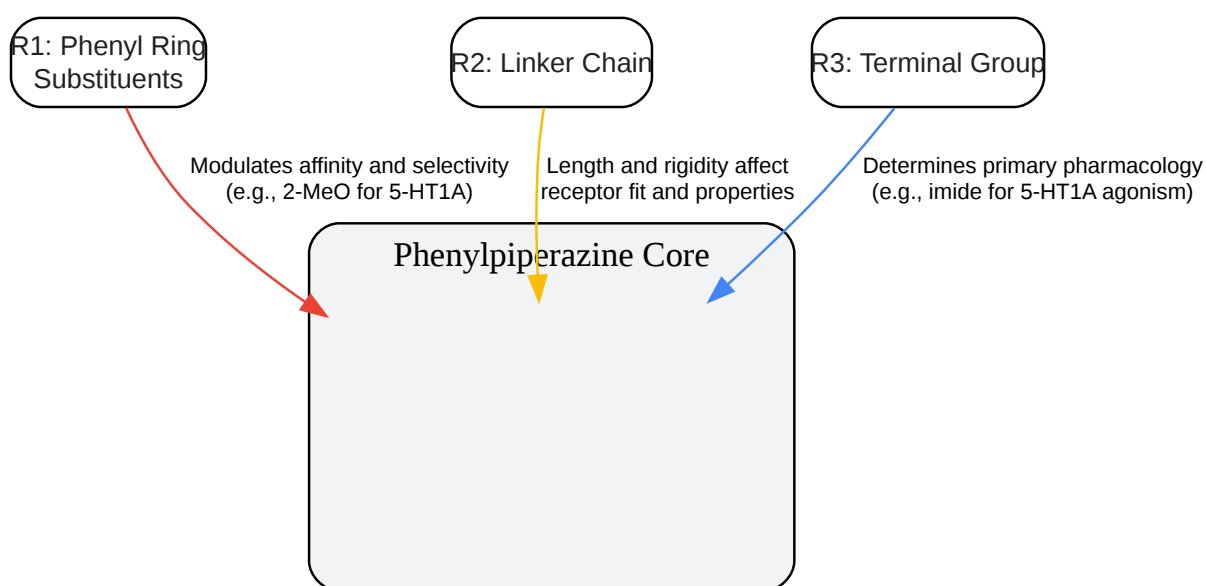 R1: Phenyl Ring
Substituents
R2: Linker Chain
R3: Terminal Group
Modulates affinity and selectivity
(e.g., 2-MeO for 5-HT1A)
Length and rigidity affect
receptor fit and properties
Determines primary pharmacology
(e.g., imide for 5-HT1A agonism)
Phenylpiperazine Core